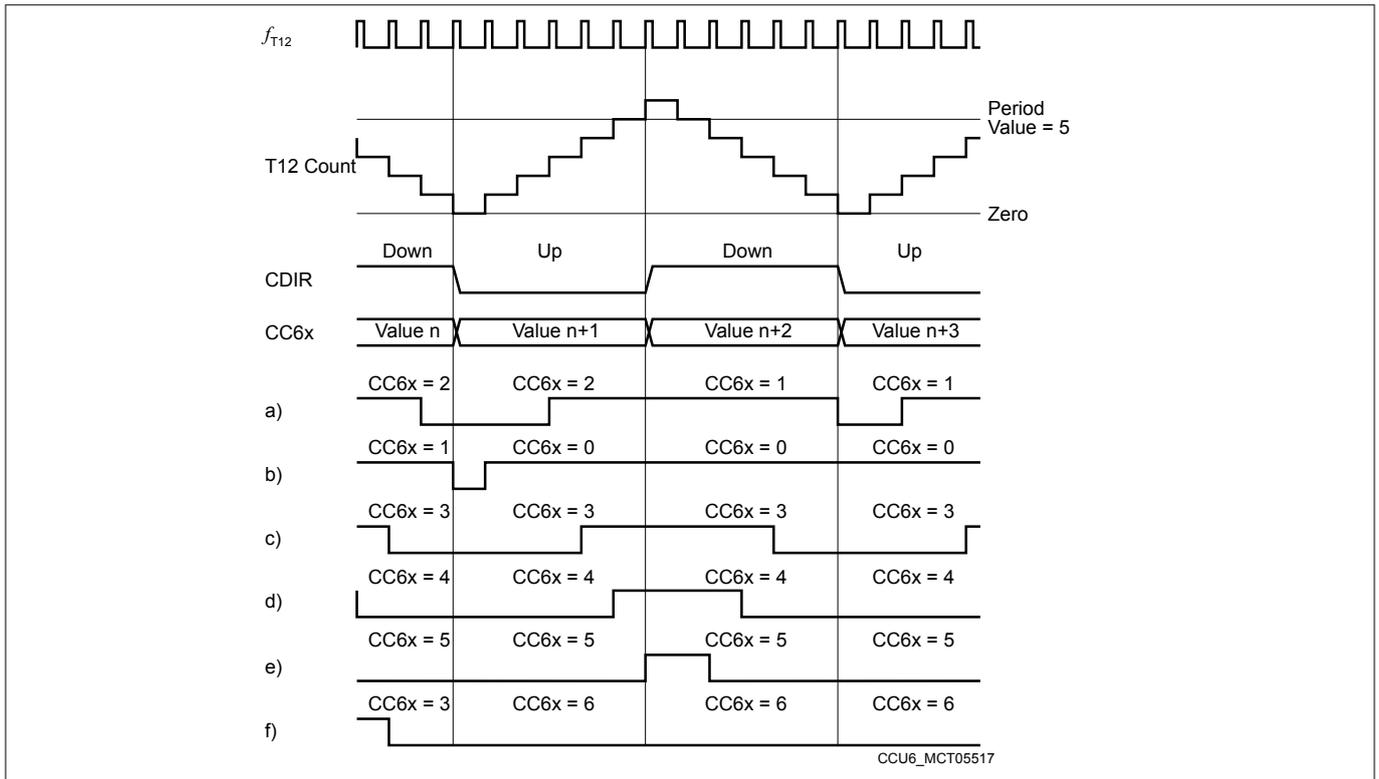 fT12
Period
Value = 5
T12 Count
Zero
Down Up Down Up
CDIR
CC6x Value n Value n+1 Value n+2 Value n+3
CC6x = 2 CC6x = 2 CC6x = 1 CC6x = 1
a)
CC6x = 1 CC6x = 0 CC6x = 0 CC6x = 0
b)
CC6x = 3 CC6x = 3 CC6x = 3 CC6x = 3
c)
CC6x = 4 CC6x = 4 CC6x = 4 CC6x = 4
d)
CC6x = 5 CC6x = 5 CC6x = 5 CC6x = 5
e)
CC6x = 3 CC6x = 6 CC6x = 6 CC6x = 6
f)
CCU6_MCT05517